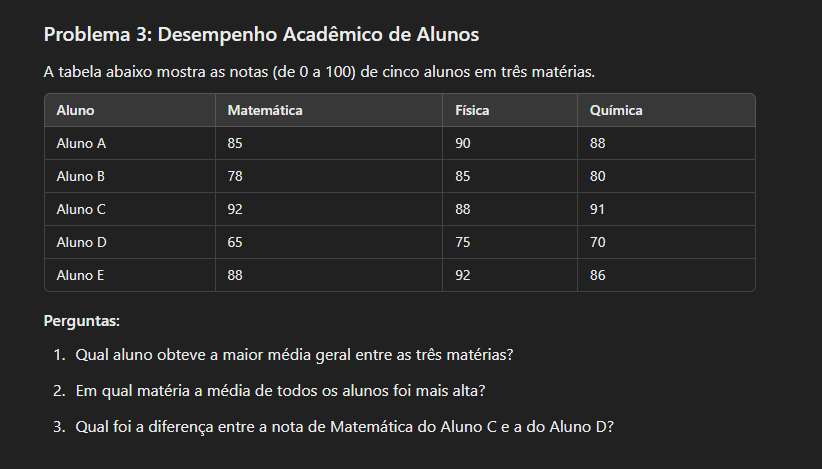 Problema 3: Desempenho Acadêmico de Alunos
A tabela abaixo mostra as notas (de 0 a 100) de cinco alunos em três matérias.
Aluno Matemática Física Química
Aluno A 85 90 88
Aluno B 78 85 80
Aluno C 92 88 91
Aluno D 65 75 70
Aluno E 88 92 86
Perguntas:
1. Qual aluno obteve a maior média geral entre as três matérias?
2. Em qual matéria a média de todos os alunos foi mais alta?
3. Qual foi a diferença entre a nota de Matemática do Aluno C e a do Aluno D?